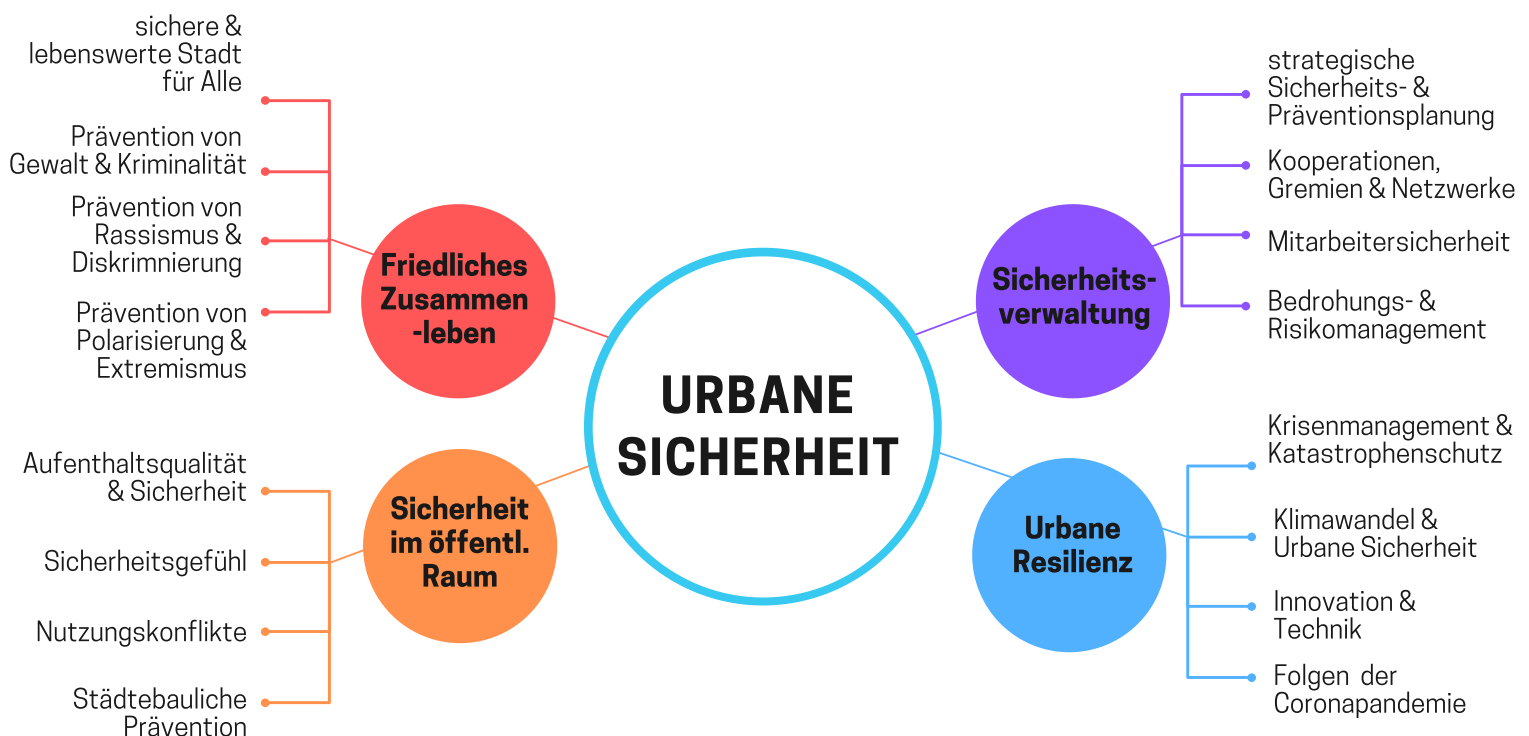 sichere &
lebenswerte Stadt
für Alle
Prävention von
Gewalt & Kriminalität
Prävention von
Rassismus &
Diskrimnierung
Prävention von
Polarisierung &
Extremismus
Friedliches
Zusammen
-leben
Aufenthaltsqualität
& Sicherheit
Sicherheitsgefühl
Nutzungskonflikte
Städtebauliche
Prävention
Sicherheit
im öffentl.
Raum
URBANE
SICHERHEIT
Sicherheits-
verwaltung
strategische
Sicherheits- &
Präventionsplanung
Kooperationen,
Gremien & Netzwerke
Mitarbeitersicherheit
Bedrohungs- &
Risikomanagement
Urbane
Resilienz
Krisenmanagement &
Katastrophenschutz
Klimawandel &
Urbane Sicherheit
Innovation &
Technik
Folgen der
Coronapandemie